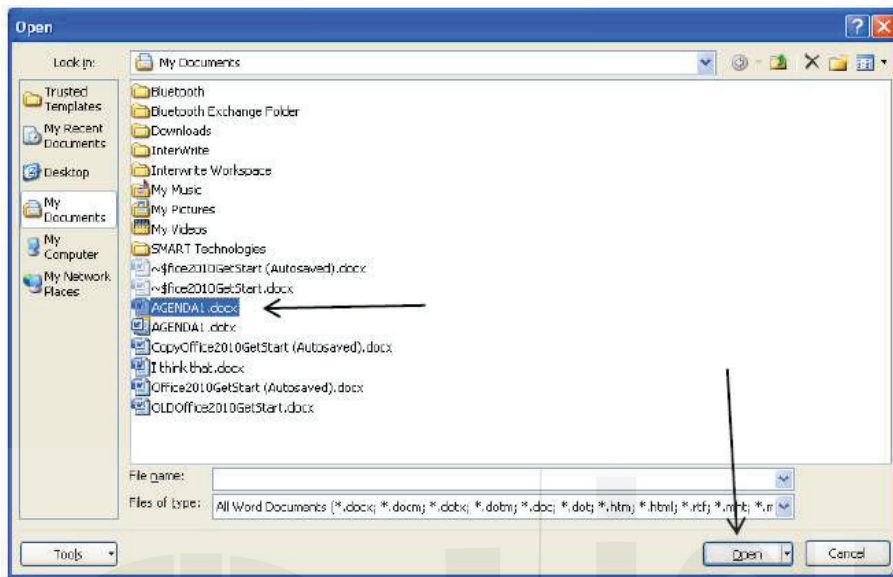 Open
Look in:
My Documents
Trusted
Templates
My Recent
Documents
Desktop
My
Documents
My
Computer
My Network
Places
Bluetooth
Bluetooth Exchange Folder
Downloads
InterWrite
Interwrite Workspace
My Music
My Pictures
My Videos
SMART Technologies
~$fice2010GetStart (Autosaved).docx
~$fice2010GetStart.docx
AGENDA1.docx
AGENDA1.dotx
CopyOffice2010GetStart (Autosaved).docx
I think that.docx
Office2010GetStart (Autosaved).docx
OLDOffice2010GetStart.docx
File name:
Files of type:
All Word Documents (*.docx; *.docm; *.dotx; *.dotm; *.doc; *.dot; *.htm; *.html; *.rtf; *.mht; *.m
Tools
Open
Cancel